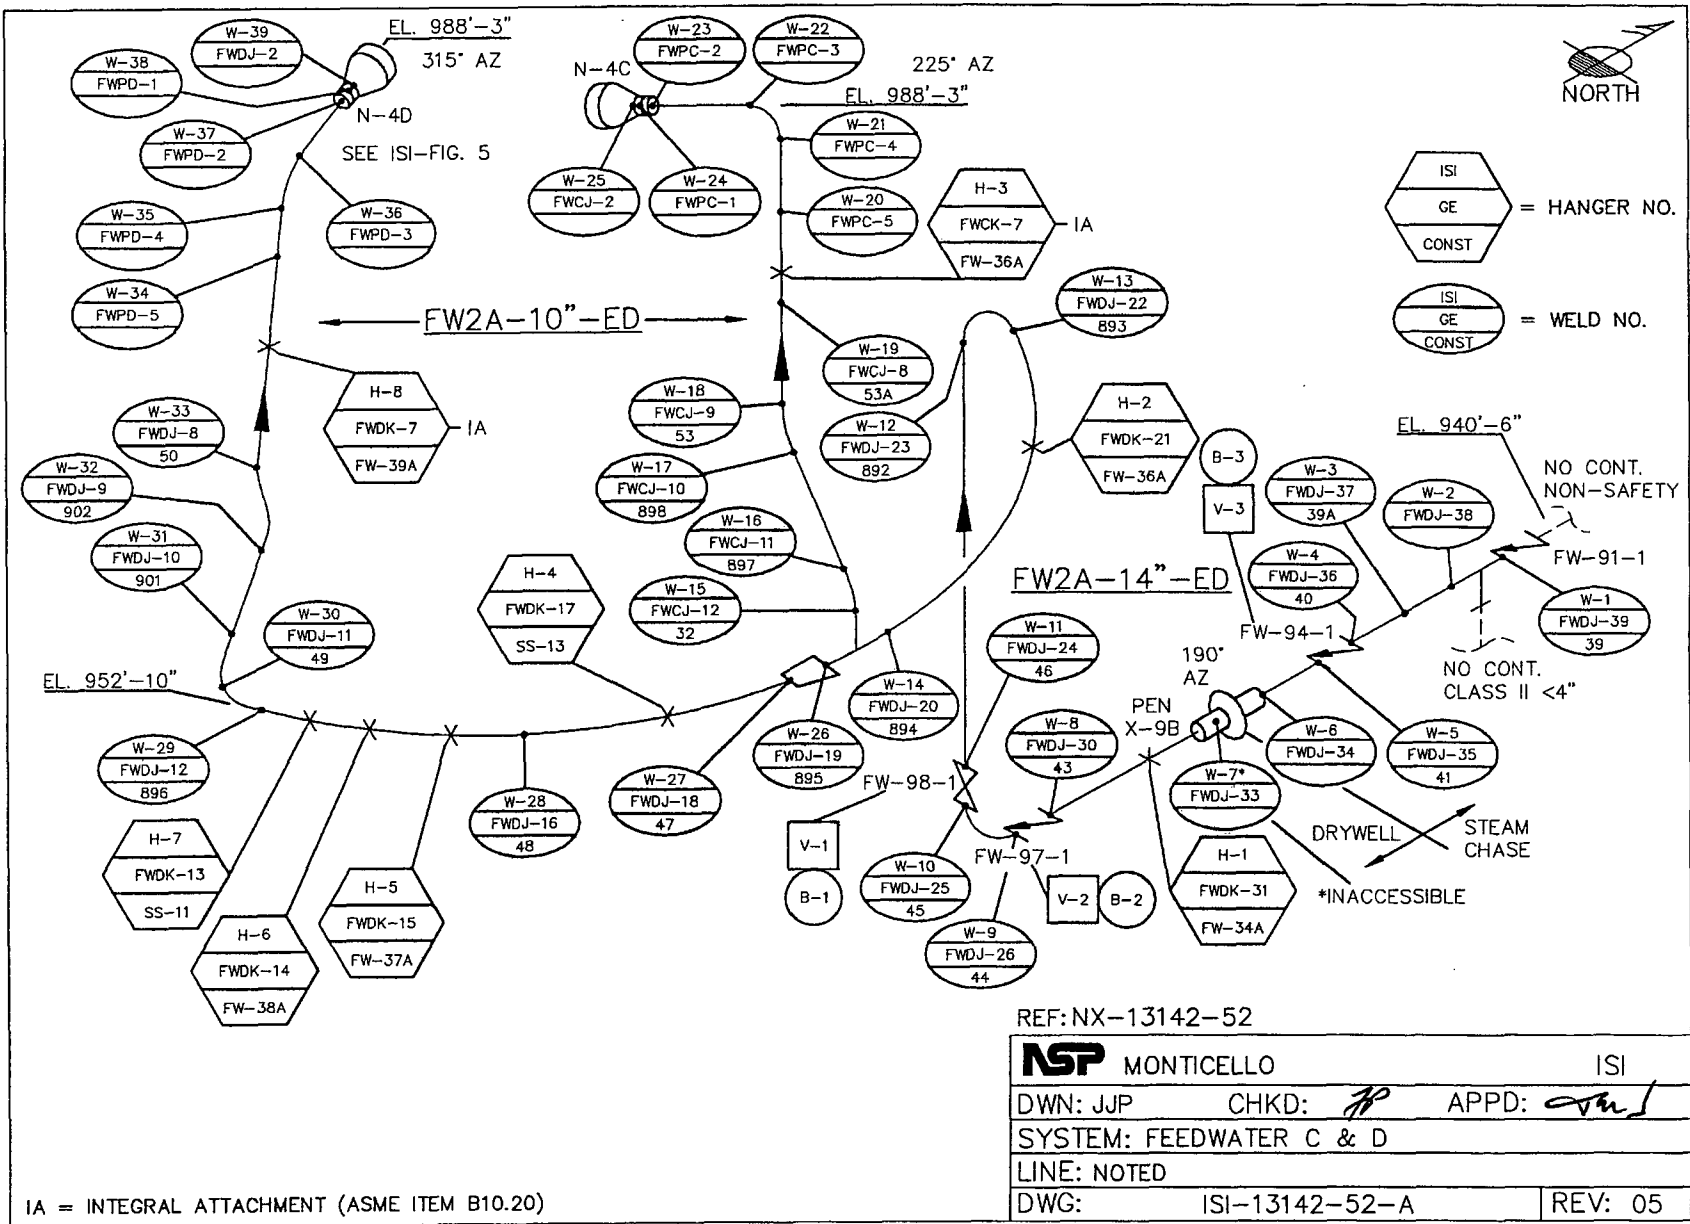 W-39
FWDJ-2
EL. 988'-3"
315° AZ
W-38
FWPD-1
N-4D
W-37
FWPD-2
SEE ISI-FIG. 5
W-35
FWPD-4
W-36
FWPD-3
W-34
FWPD-5
W-23
FWPC-2
W-22
FWPC-3
N-4C
225° AZ
EL. 988'-3"
W-21
FWPC-4
W-25
FWCJ-2
W-24
FWPC-1
W-20
FWPC-5
H-3
FWCK-7
FW-36A
IA
NORTH
ISI
GE
CONST
= HANGER NO.
ISI
GE
CONST
= WELD NO.
FW2A-10"-ED
W-13
FWDJ-22
893
W-19
FWCJ-8
53A
W-18
FWCJ-9
53
W-12
FWDJ-23
892
H-2
FWDK-21
FW-36A
H-8
FWDK-7
FW-39A
IA
W-33
FWDJ-8
50
W-32
FWDJ-9
902
W-31
FWDJ-10
901
W-30
FWDJ-11
49
W-17
FWCJ-10
898
W-16
FWCJ-11
897
W-15
FWCJ-12
32
H-4
FWDK-17
SS-13
EL. 952'-10"
B-3
V-3
W-3
FWDJ-37
39A
W-2
FWDJ-38
EL. 940'-6"
NO CONT.
NON-SAFETY
FW-91-1
W-4
FWDJ-36
40
FW-94-1
W-1
FWDJ-39
39
NO CONT.
CLASS II <4"
FW2A-14"-ED
W-11
FWDJ-24
46
190°
AZ
PEN
X-9B
W-14
FWDJ-20
894
W-8
FWDJ-30
43
W-6
FWDJ-34
W-5
FWDJ-35
41
W-29
FWDJ-12
896
W-28
FWDJ-16
48
W-27
FWDJ-18
47
W-26
FWDJ-19
895
FW-98-1
W-7*
FWDJ-33
DRYWELL
STEAM
CHASE
*INACCESSIBLE
V-1
B-1
W-10
FWDJ-25
45
FW-97-1
V-2
B-2
W-9
FWDJ-26
44
H-1
FWDK-31
FW-34A
H-7
FWDK-13
SS-11
H-6
FWDK-14
FW-38A
H-5
FWDK-15
FW-37A
REF: NX-13142-52
NSP MONTICELLO ISI
DWN: JJP CHKD: APPD:
SYSTEM: FEEDWATER C & D
LINE: NOTED
DWG: ISI-13142-52-A REV: 05
IA = INTEGRAL ATTACHMENT (ASME ITEM B10.20)